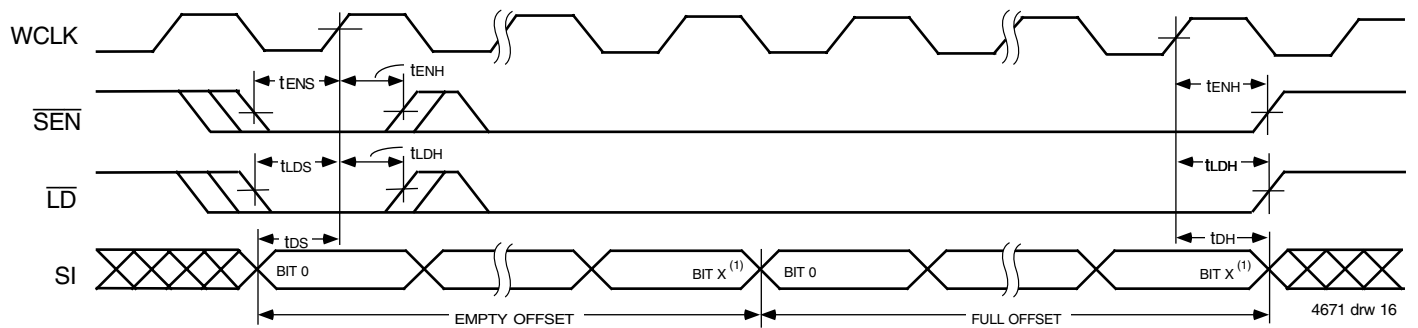 WCLK
tENS
tENH
tENH
SEN
tLDS
tLDH
tLDH
LD
tDS
tDH
SI
BIT 0
BIT X (1)
BIT 0
BIT X (1)
EMPTY OFFSET
FULL OFFSET
4671 drw 16